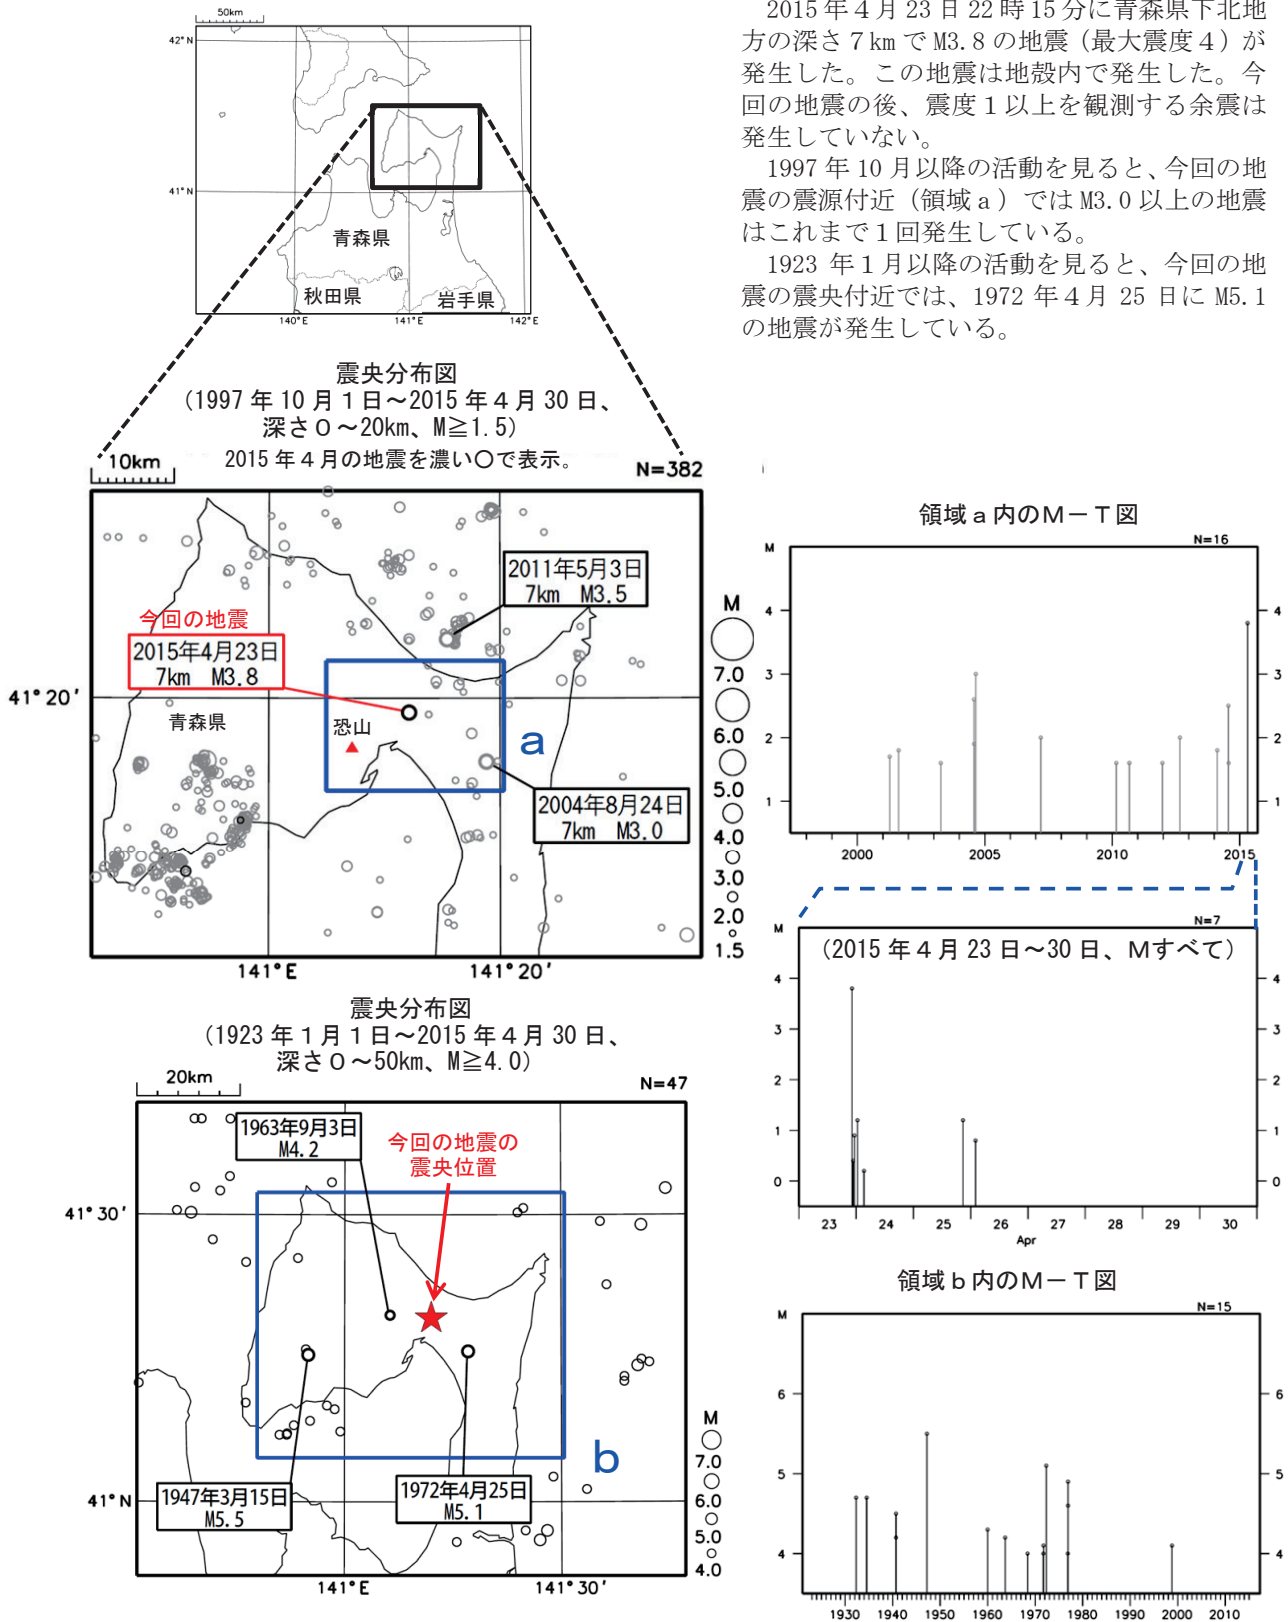 2015年4月23日22時15分に青森県下北地
方の深さ7kmでM3.8の地震（最大震度4）が
発生した。この地震は地殻内で発生した。今
回の地震の後、震度1以上を観測する余震は
発生していない。
1997年10月以降の活動を見ると、今回の地
震の震源付近（領域a）ではM3.0以上の地震
はこれまで1回発生している。
1923年1月以降の活動を見ると、今回の地
震の震央付近では、1972年4月25日にM5.1
の地震が発生している。
50km
42°N
41°N
青森県
秋田県
岩手県
140°E
141°E
142°E
震央分布図
（1997年10月1日～2015年4月30日、
深さ0～20km、M≧1.5）
2015年4月の地震を濃い○で表示。
10km
N=382
2011年5月3日
7km M3.5
今回の地震
2015年4月23日
7km M3.8
41°20′
青森県
恐山
a
2004年8月24日
7km M3.0
141°E
141°20′
M
7.0
6.0
5.0
4.0
3.0
2.0
1.5
領域a内のM－T図
M
N=16
4
4
3
3
2
2
1
1
2000
2005
2010
2015
M
N=7
（2015年4月23日～30日、Mすべて）
4
4
3
3
2
2
1
1
0
0
23
24
25
26
27
28
29
30
Apr
震央分布図
（1923年1月1日～2015年4月30日、
深さ0～50km、M≧4.0）
20km
N=47
1963年9月3日
M4.2
今回の地震の
震央位置
41°30′
41°N
1947年3月15日
M5.5
1972年4月25日
M5.1
b
141°E
141°30′
M
7.0
6.0
5.0
4.0
領域b内のM－T図
M
N=15
6
6
5
5
4
4
1930
1940
1950
1960
1970
1980
1990
2000
2010